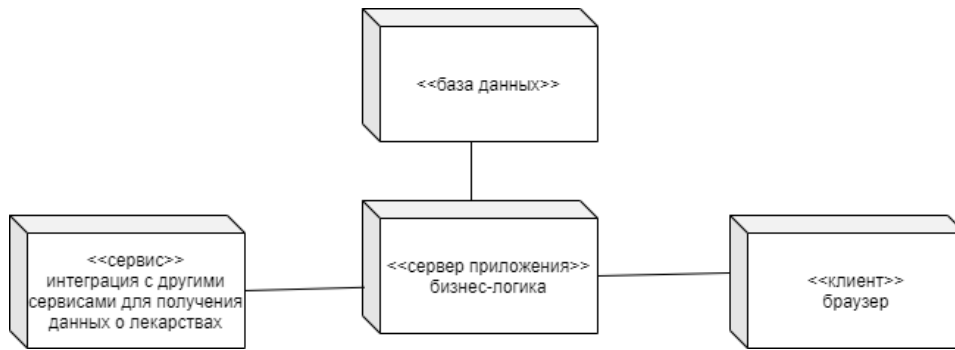 <<база данных>>
<<сервис>>
интеграция с другими
сервисами для получения
данных о лекарствах
<<сервер приложения>>
бизнес-логика
<<клиент>>
браузер